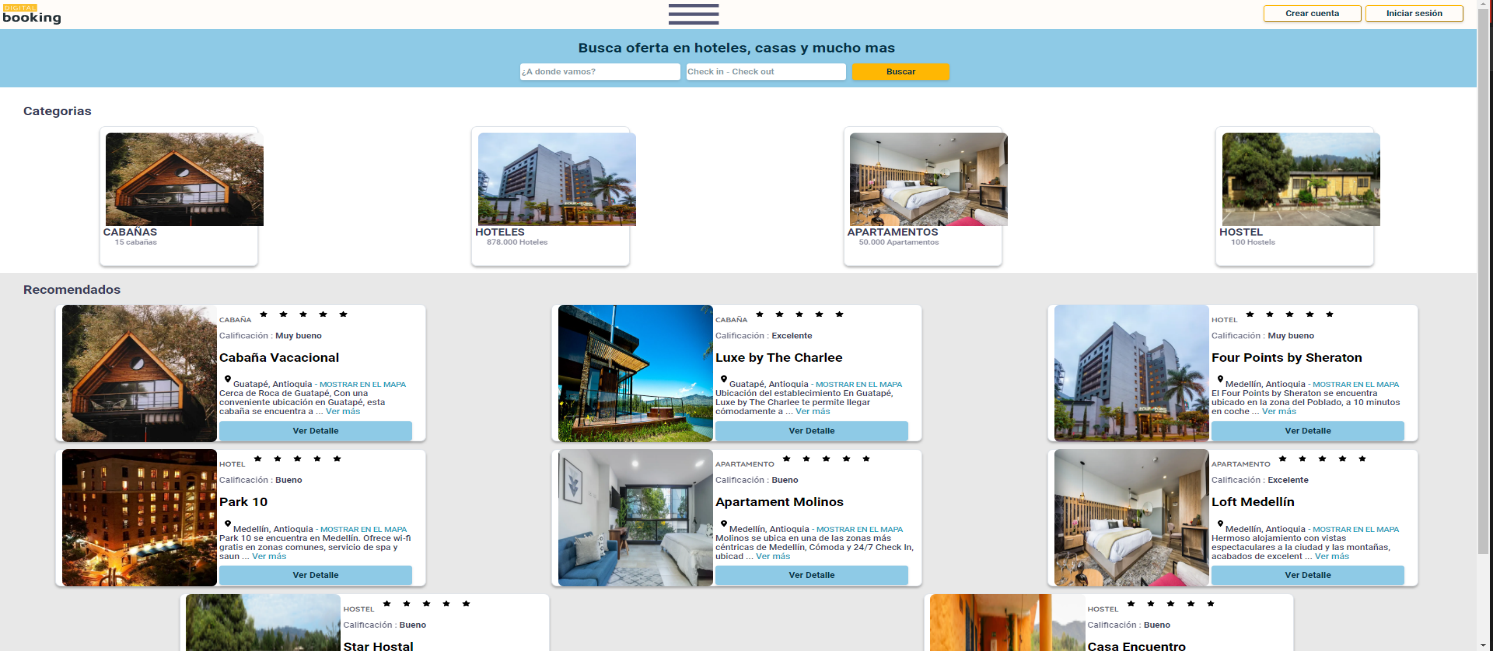 DIGITAL
booking
Crear cuenta
Iniciar sesión
Busca oferta en hoteles, casas y mucho mas
¿A donde vamos?
Check in - Check out
Buscar
Categorias
CABAÑAS
15 cabañas
HOTELES
878.000 Hoteles
APARTAMENTOS
50.000 Apartamentos
HOSTEL
100 Hostels
Recomendados
CABAÑA
Calificación : Muy bueno
Cabaña Vacacional
Guatapé, Antioquia - MOSTRAR EN EL MAPA
Cerca de Roca de Guatapé, Con una
conveniente ubicación en Guatapé, esta
cabaña se encuentra a ... Ver más
Ver Detalle
CABAÑA
Calificación : Excelente
Luxe by The Charlee
Guatapé, Antioquia - MOSTRAR EN EL MAPA
Ubicación del establecimiento En Guatapé,
Luxe by The Charlee te permite llegar
cómodamente a ... Ver más
Ver Detalle
HOTEL
Calificación : Muy bueno
Four Points by Sheraton
Medellín, Antioquia - MOSTRAR EN EL MAPA
El Four Points by Sheraton se encuentra
ubicado en la zona del Poblado, a 10 minutos
en coche ... Ver más
Ver Detalle
HOTEL
Calificación : Bueno
Park 10
Medellín, Antioquia - MOSTRAR EN EL MAPA
Park 10 se encuentra en Medellín. Ofrece wi-fi
gratis en zonas comunes, servicio de spa y
saun ... Ver más
Ver Detalle
APARTAMENTO
Calificación : Bueno
Apartament Molinos
Medellín, Antioquia - MOSTRAR EN EL MAPA
Molinos se ubica en una de las zonas más
céntricas de Medellín, Cómoda y 24/7 Check In,
ubicad ... Ver más
Ver Detalle
APARTAMENTO
Calificación : Excelente
Loft Medellín
Medellín, Antioquia - MOSTRAR EN EL MAPA
Hermoso alojamiento con vistas
espectaculares a la ciudad y las montañas,
acabados de excelent ... Ver más
Ver Detalle
HOSTEL
Calificación : Bueno
Star Hostal
HOSTEL
Calificación : Bueno
Casa Encuentro